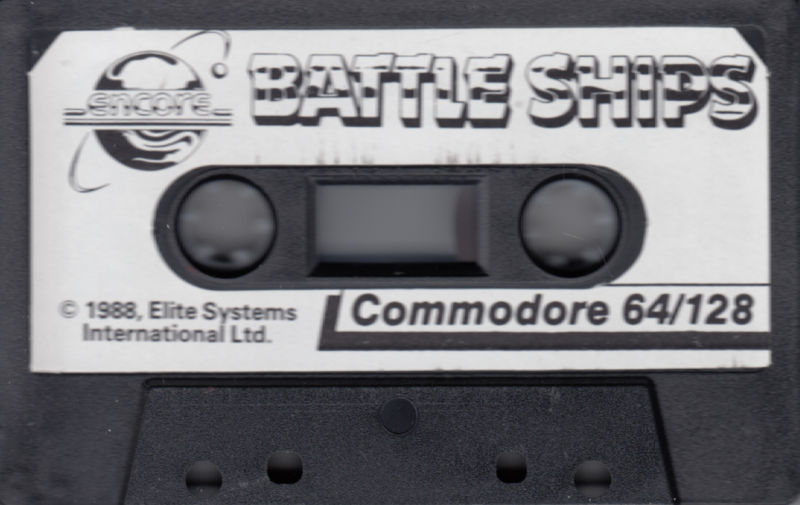 encore
BATTLE SHIPS
© 1988, Elite Systems
International Ltd.
Commodore 64/128